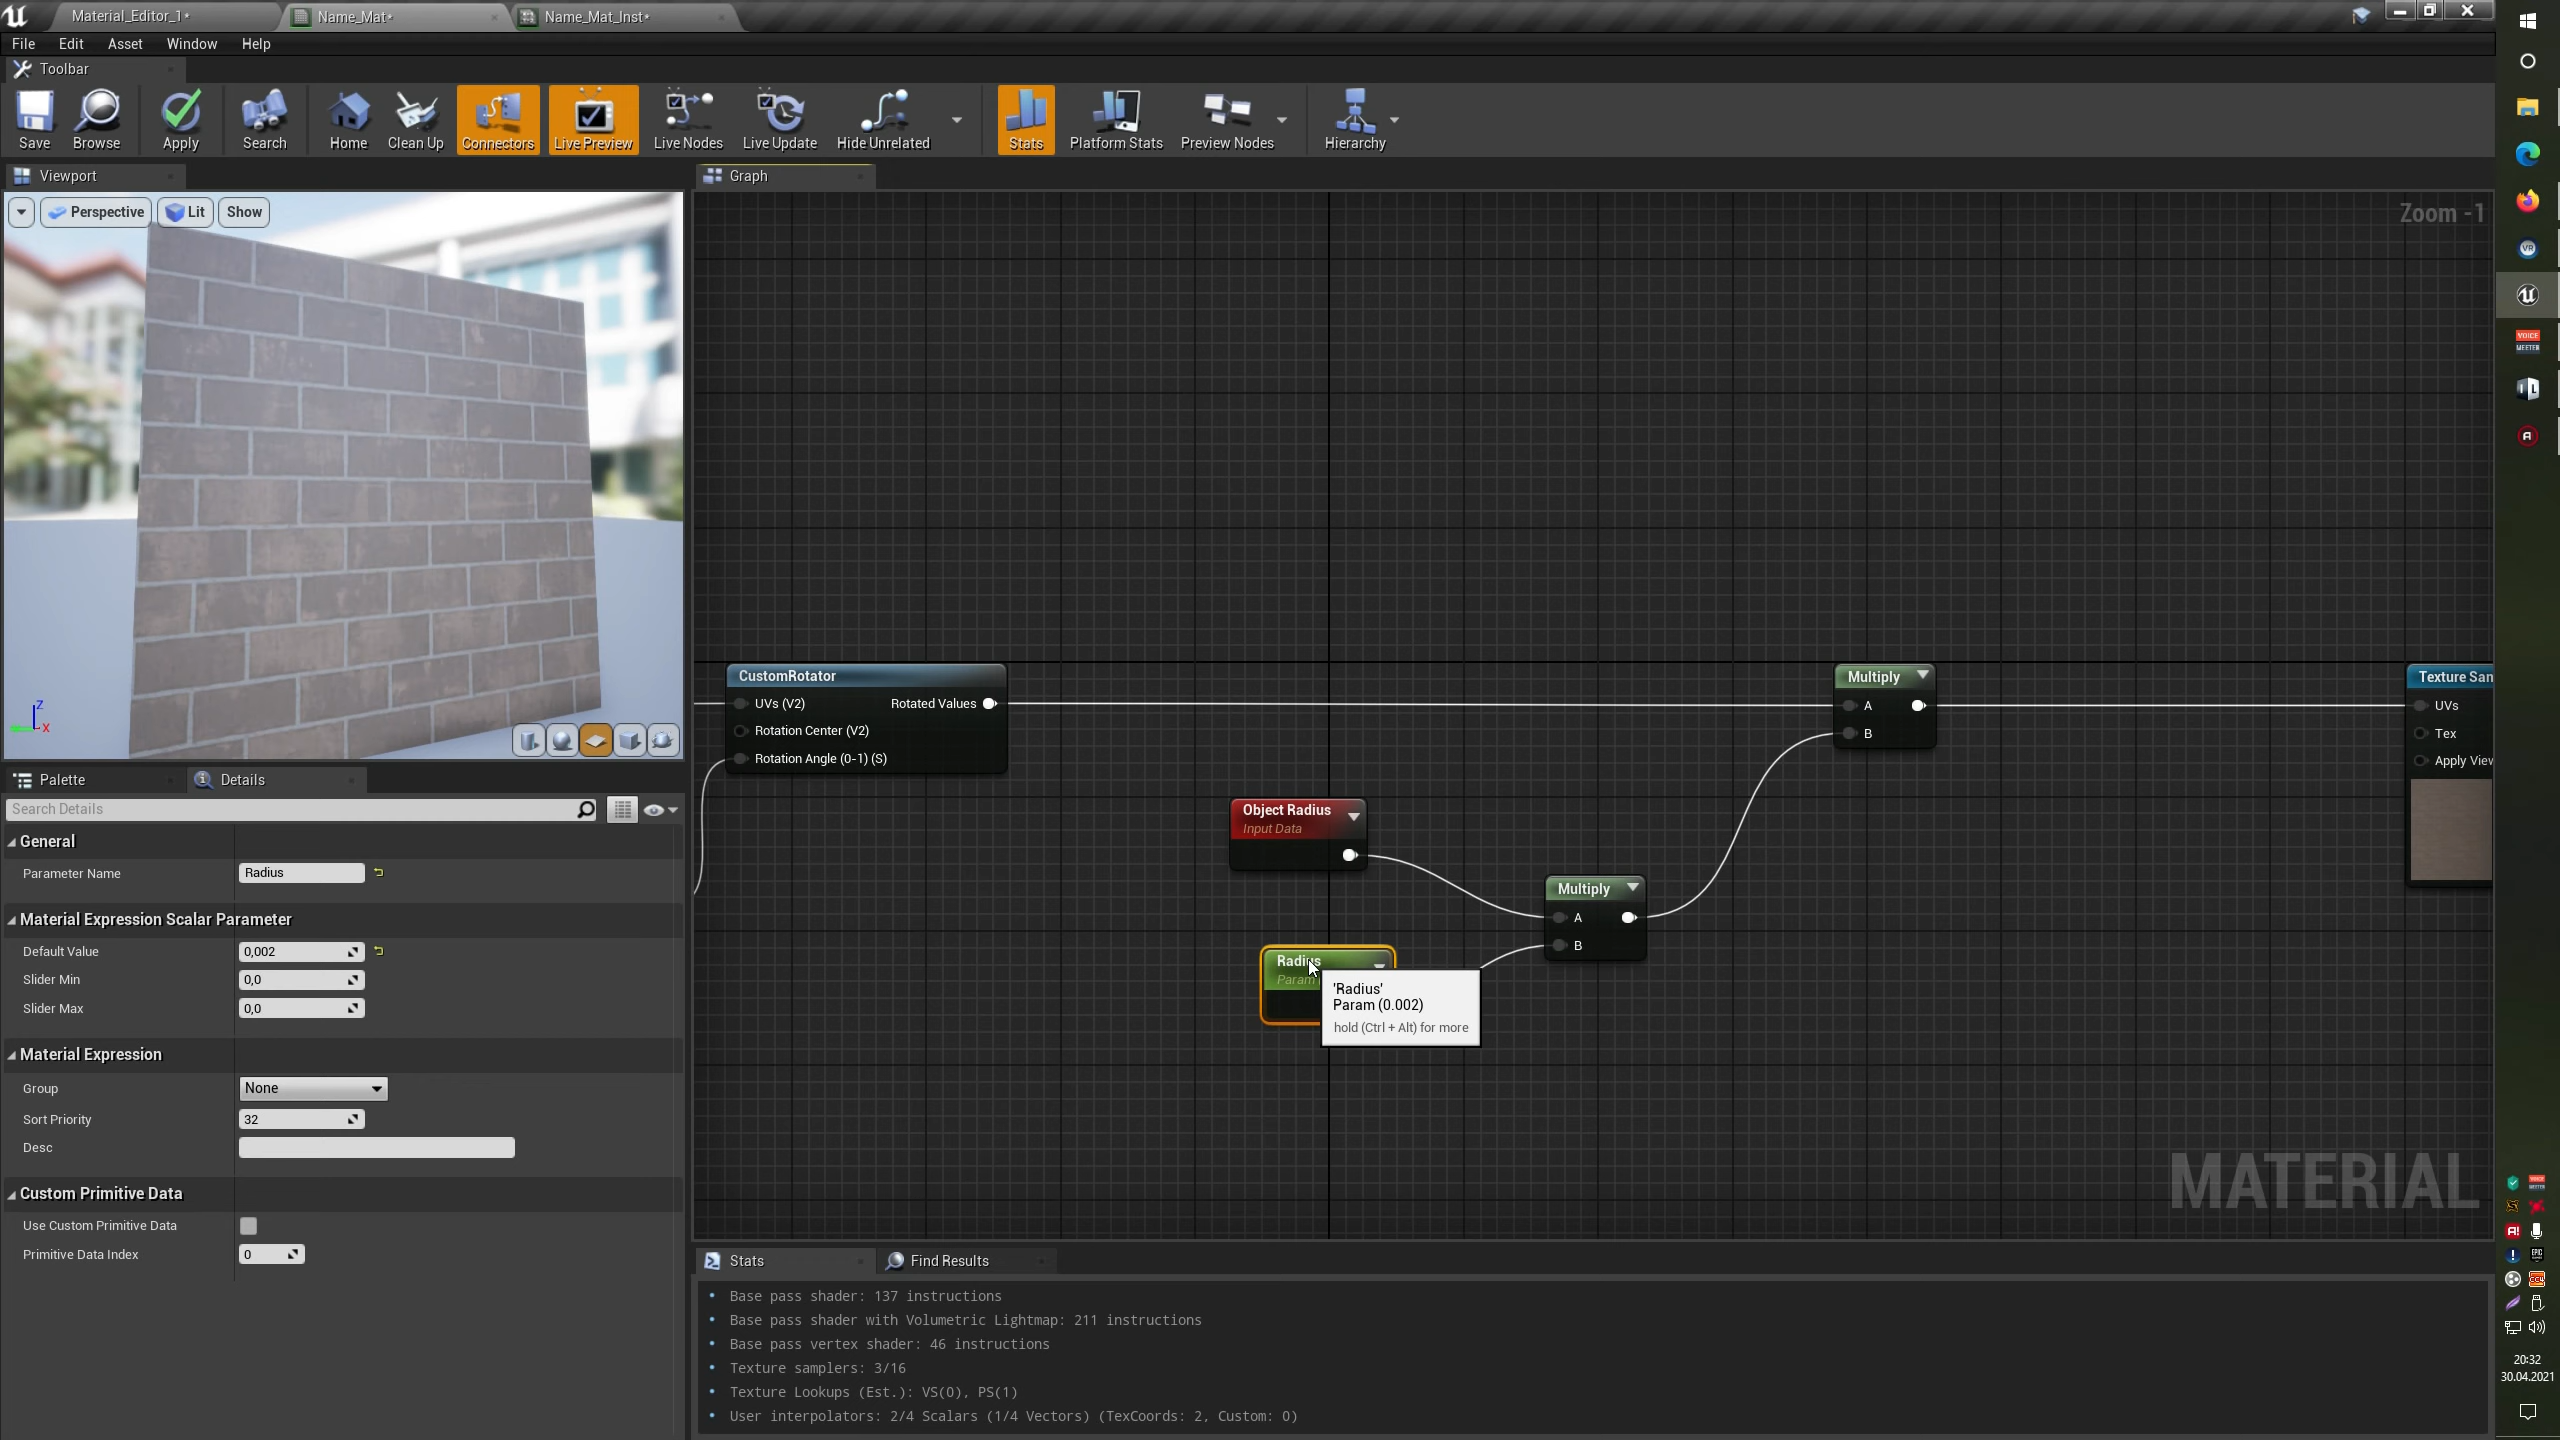 Material_Editor_1*
Name_Mat*
Name_Mat_Inst*
File Edit Asset Window Help
Toolbar
Save
Browse
Apply
Search
Home
Clean Up
Connectors
Live Preview
Live Nodes
Live Update
Hide Unrelated
Stats
Platform Stats
Preview Nodes
Hierarchy
Viewport
Perspective
Lit
Show
Z
X
Graph
Zoom -1
CustomRotator
UVs (V2)
Rotated Values
Rotation Center (V2)
Rotation Angle (0-1) (S)
Multiply
A
B
Texture San
UVs
Tex
Apply View
Object Radius
Input Data
Multiply
A
B
Radius
Param
'Radius'
Param (0.002)
hold (Ctrl + Alt) for more
MATERIAL
Palette
Details
Search Details
General
Parameter Name Radius
Material Expression Scalar Parameter
Default Value 0,002
Slider Min 0,0
Slider Max 0,0
Material Expression
Group None
Sort Priority 32
Desc
Custom Primitive Data
Use Custom Primitive Data
Primitive Data Index 0
Stats
Find Results
Base pass shader: 137 instructions
Base pass shader with Volumetric Lightmap: 211 instructions
Base pass vertex shader: 46 instructions
Texture samplers: 3/16
Texture Lookups (Est.): VS(0), PS(1)
User interpolators: 2/4 Scalars (1/4 Vectors) (TexCoords: 2, Custom: 0)
VR
VOICE
MEETER
20:32
30.04.2021